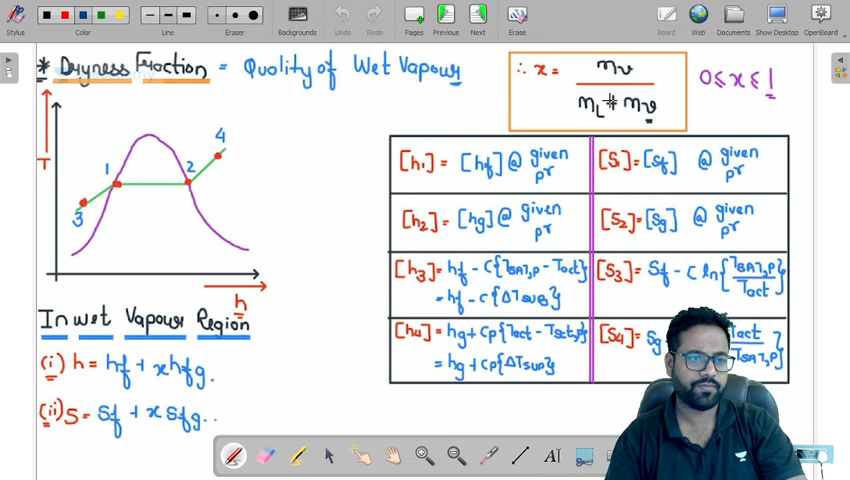 Stylus
Color
Line
Eraser
Backgrounds
Undo
Redo
Pages
Previous
Next
Erase
Board
Web
Documents
Show Desktop
OpenBoard
* Dryness Fraction = Quality of Wet Vapour
∴ x = mv / mL + mv
0 ≤ x ≤ 1
T
1
2
3
4
h
[h1] = [hf] @ given pr
[S1] = [Sf] @ given pr
[h2] = [hg] @ given pr
[S2] = [Sg] @ given pr
[h3] = hf - C{TSAT,P - Tact}
= hf - C{ΔTSUB}
[S3] = Sf - C ln{TSAT,P / Tact}
[h4] = hg + CP{Tact - Tsat,P}
= hg + CP{ΔTSUP}
[S4] = Sg Tact / TSAT,P}
In wet Vapour Region
(i) h = hf + x hfg.
(ii) S = Sf + x Sfg..